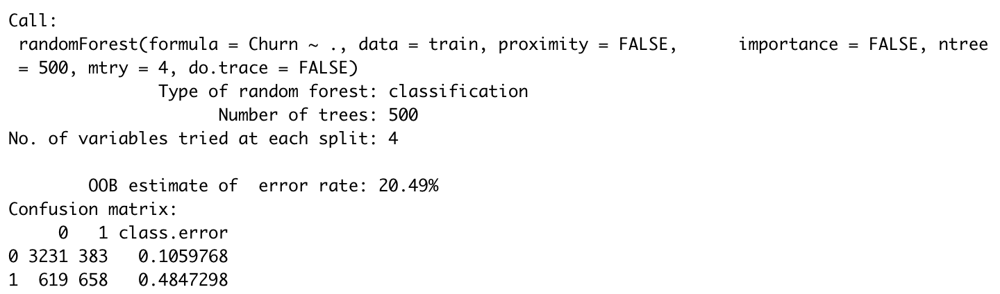 Call:
 randomForest(formula = Churn ~ ., data = train, proximity = FALSE,      importance = FALSE, ntree
 = 500, mtry = 4, do.trace = FALSE)
               Type of random forest: classification
                     Number of trees: 500
No. of variables tried at each split: 4

        OOB estimate of  error rate: 20.49%
Confusion matrix:
     0   1 class.error
0 3231 383   0.1059768
1  619 658   0.4847298